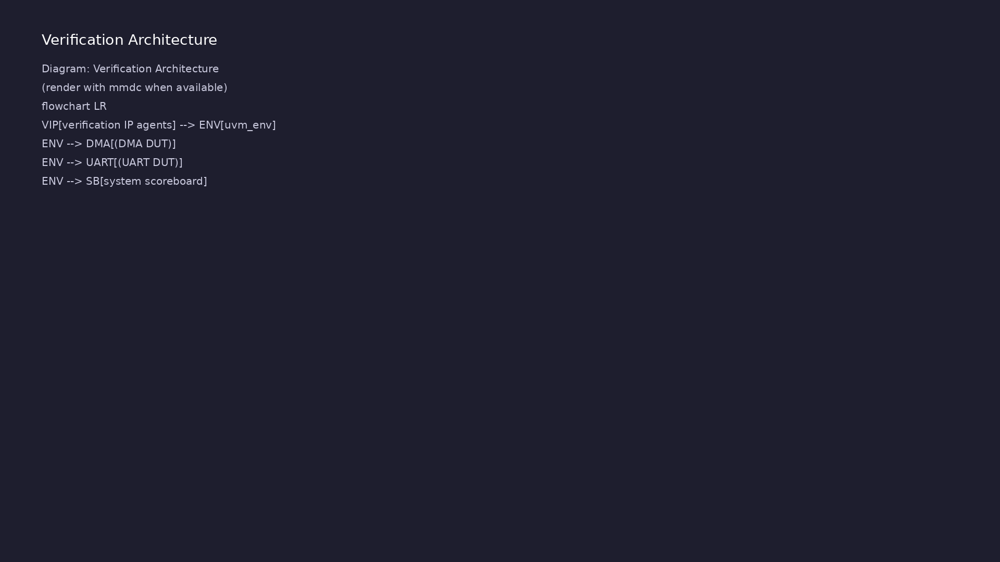 Verification Architecture
Diagram: Verification Architecture
(render with mmdc when available)
flowchart LR
VIP[verification IP agents] --> ENV[uvm_env]
ENV --> DMA[(DMA DUT)]
ENV --> UART[(UART DUT)]
ENV --> SB[system scoreboard]